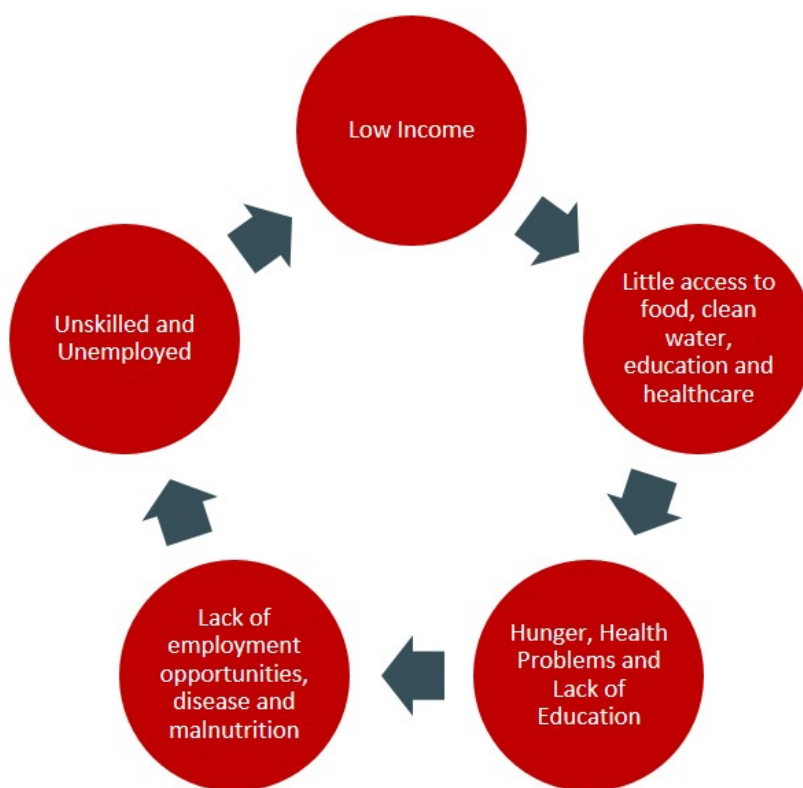 Low Income
Little access to
food, clean
water,
education and
healthcare
Hunger, Health
Problems and
Lack of
Education
Lack of
employment
opportunities,
disease and
malnutrition
Unskilled and
Unemployed